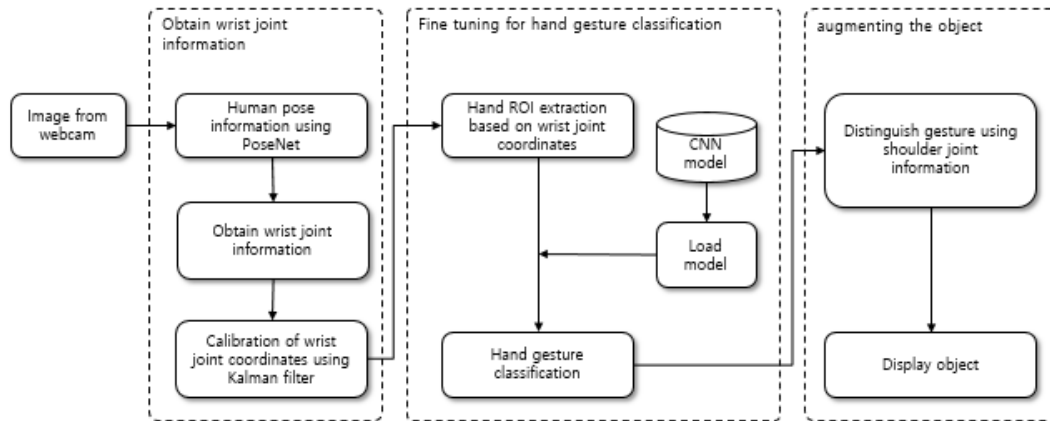 Obtain wrist joint
information
Image from
webcam
Human pose
information using
PoseNet
Obtain wrist joint
information
Calibration of wrist
joint coordinates using
Kalman filter
Fine tuning for hand gesture classification
Hand ROI extraction
based on wrist joint
coordinates
CNN
model
Load
model
Hand gesture
classification
augmenting the object
Distinguish gesture using
shoulder joint
information
Display object